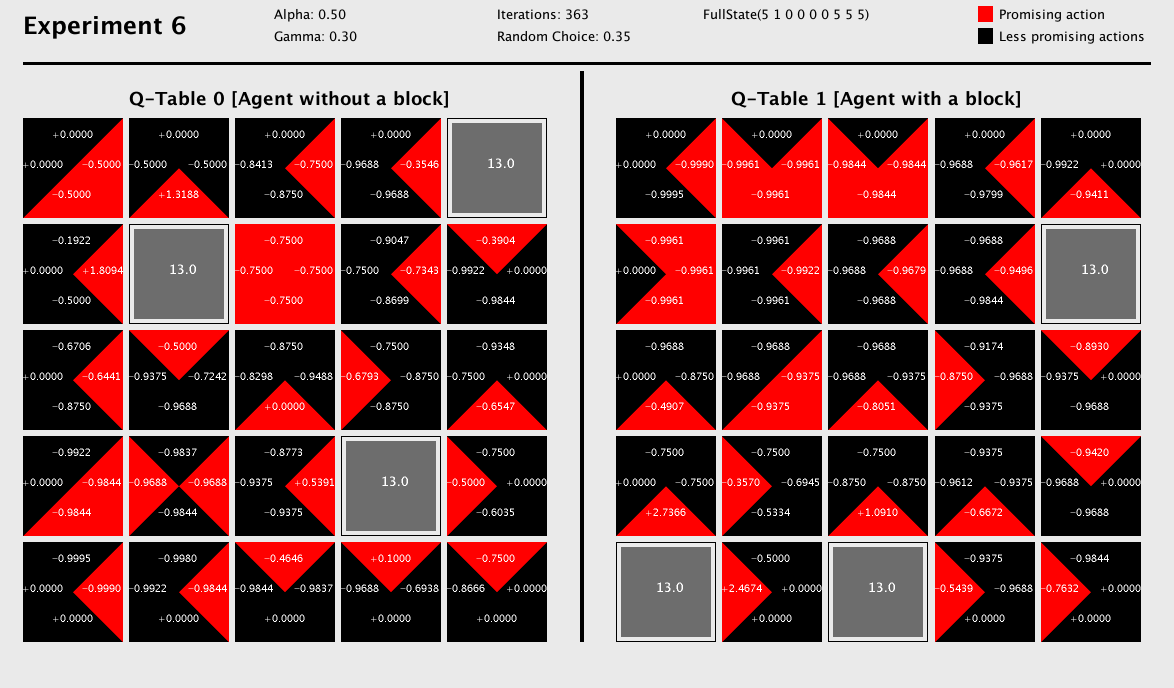 Experiment 6
Alpha: 0.50
Gamma: 0.30
Iterations: 363
Random Choice: 0.35
FullState(5 1 0 0 0 0 5 5 5)
Promising action
Less promising actions
Q-Table 0 [Agent without a block]
+0.0000 +0.0000 +0.0000 +0.0000
+0.0000 -0.5000 -0.5000 -0.5000 -0.8413 -0.7500 -0.9688 -0.3546 13.0
-0.5000 +1.3188 -0.8750 -0.9688
-0.1922 -0.7500 -0.9047 -0.3904
+0.0000 +1.8094 13.0 -0.7500 -0.7500 -0.7500 -0.7343 -0.9922 +0.0000
-0.5000 -0.7500 -0.8699 -0.9844
-0.6706 -0.5000 -0.8750 -0.7500 -0.9348
+0.0000 -0.6441 -0.9375 -0.7242 -0.8298 -0.9488 -0.6793 -0.8750 -0.7500 +0.0000
-0.8750 -0.9688 +0.0000 -0.8750 -0.6547
-0.9922 -0.9837 -0.8773 -0.7500
+0.0000 -0.9844 -0.9688 -0.9688 -0.9375 +0.5391 13.0 -0.5000 +0.0000
-0.9844 -0.9844 -0.9375 -0.6035
-0.9995 -0.9980 -0.4646 +0.1000 -0.7500
+0.0000 -0.9990 -0.9922 -0.9844 -0.9844 -0.9837 -0.9688 -0.6938 -0.8666 +0.0000
+0.0000 +0.0000 +0.0000 +0.0000 +0.0000
Q-Table 1 [Agent with a block]
+0.0000 +0.0000 +0.0000 +0.0000 +0.0000
+0.0000 -0.9990 -0.9961 -0.9961 -0.9844 -0.9844 -0.9688 -0.9617 -0.9922 +0.0000
-0.9995 -0.9961 -0.9844 -0.9799 -0.9411
-0.9961 -0.9961 -0.9688 -0.9688
+0.0000 -0.9961 -0.9961 -0.9922 -0.9688 -0.9679 -0.9688 -0.9496 13.0
-0.9961 -0.9961 -0.9688 -0.9844
-0.9688 -0.9688 -0.9688 -0.9174 -0.8930
+0.0000 -0.8750 -0.9688 -0.9375 -0.9688 -0.9375 -0.8750 -0.9688 -0.9375 +0.0000
-0.4907 -0.9375 -0.8051 -0.9375 -0.9688
-0.7500 -0.7500 -0.7500 -0.9375 -0.9420
+0.0000 -0.7500 -0.3570 -0.6945 -0.8750 -0.8750 -0.9612 -0.9375 -0.9688 +0.0000
+2.7366 -0.5334 +1.0910 -0.6672 -0.9688
-0.5000 -0.9375 -0.9844
13.0 +2.4674 +0.0000 13.0 -0.5439 -0.9688 -0.7632 +0.0000
+0.0000 +0.0000 +0.0000